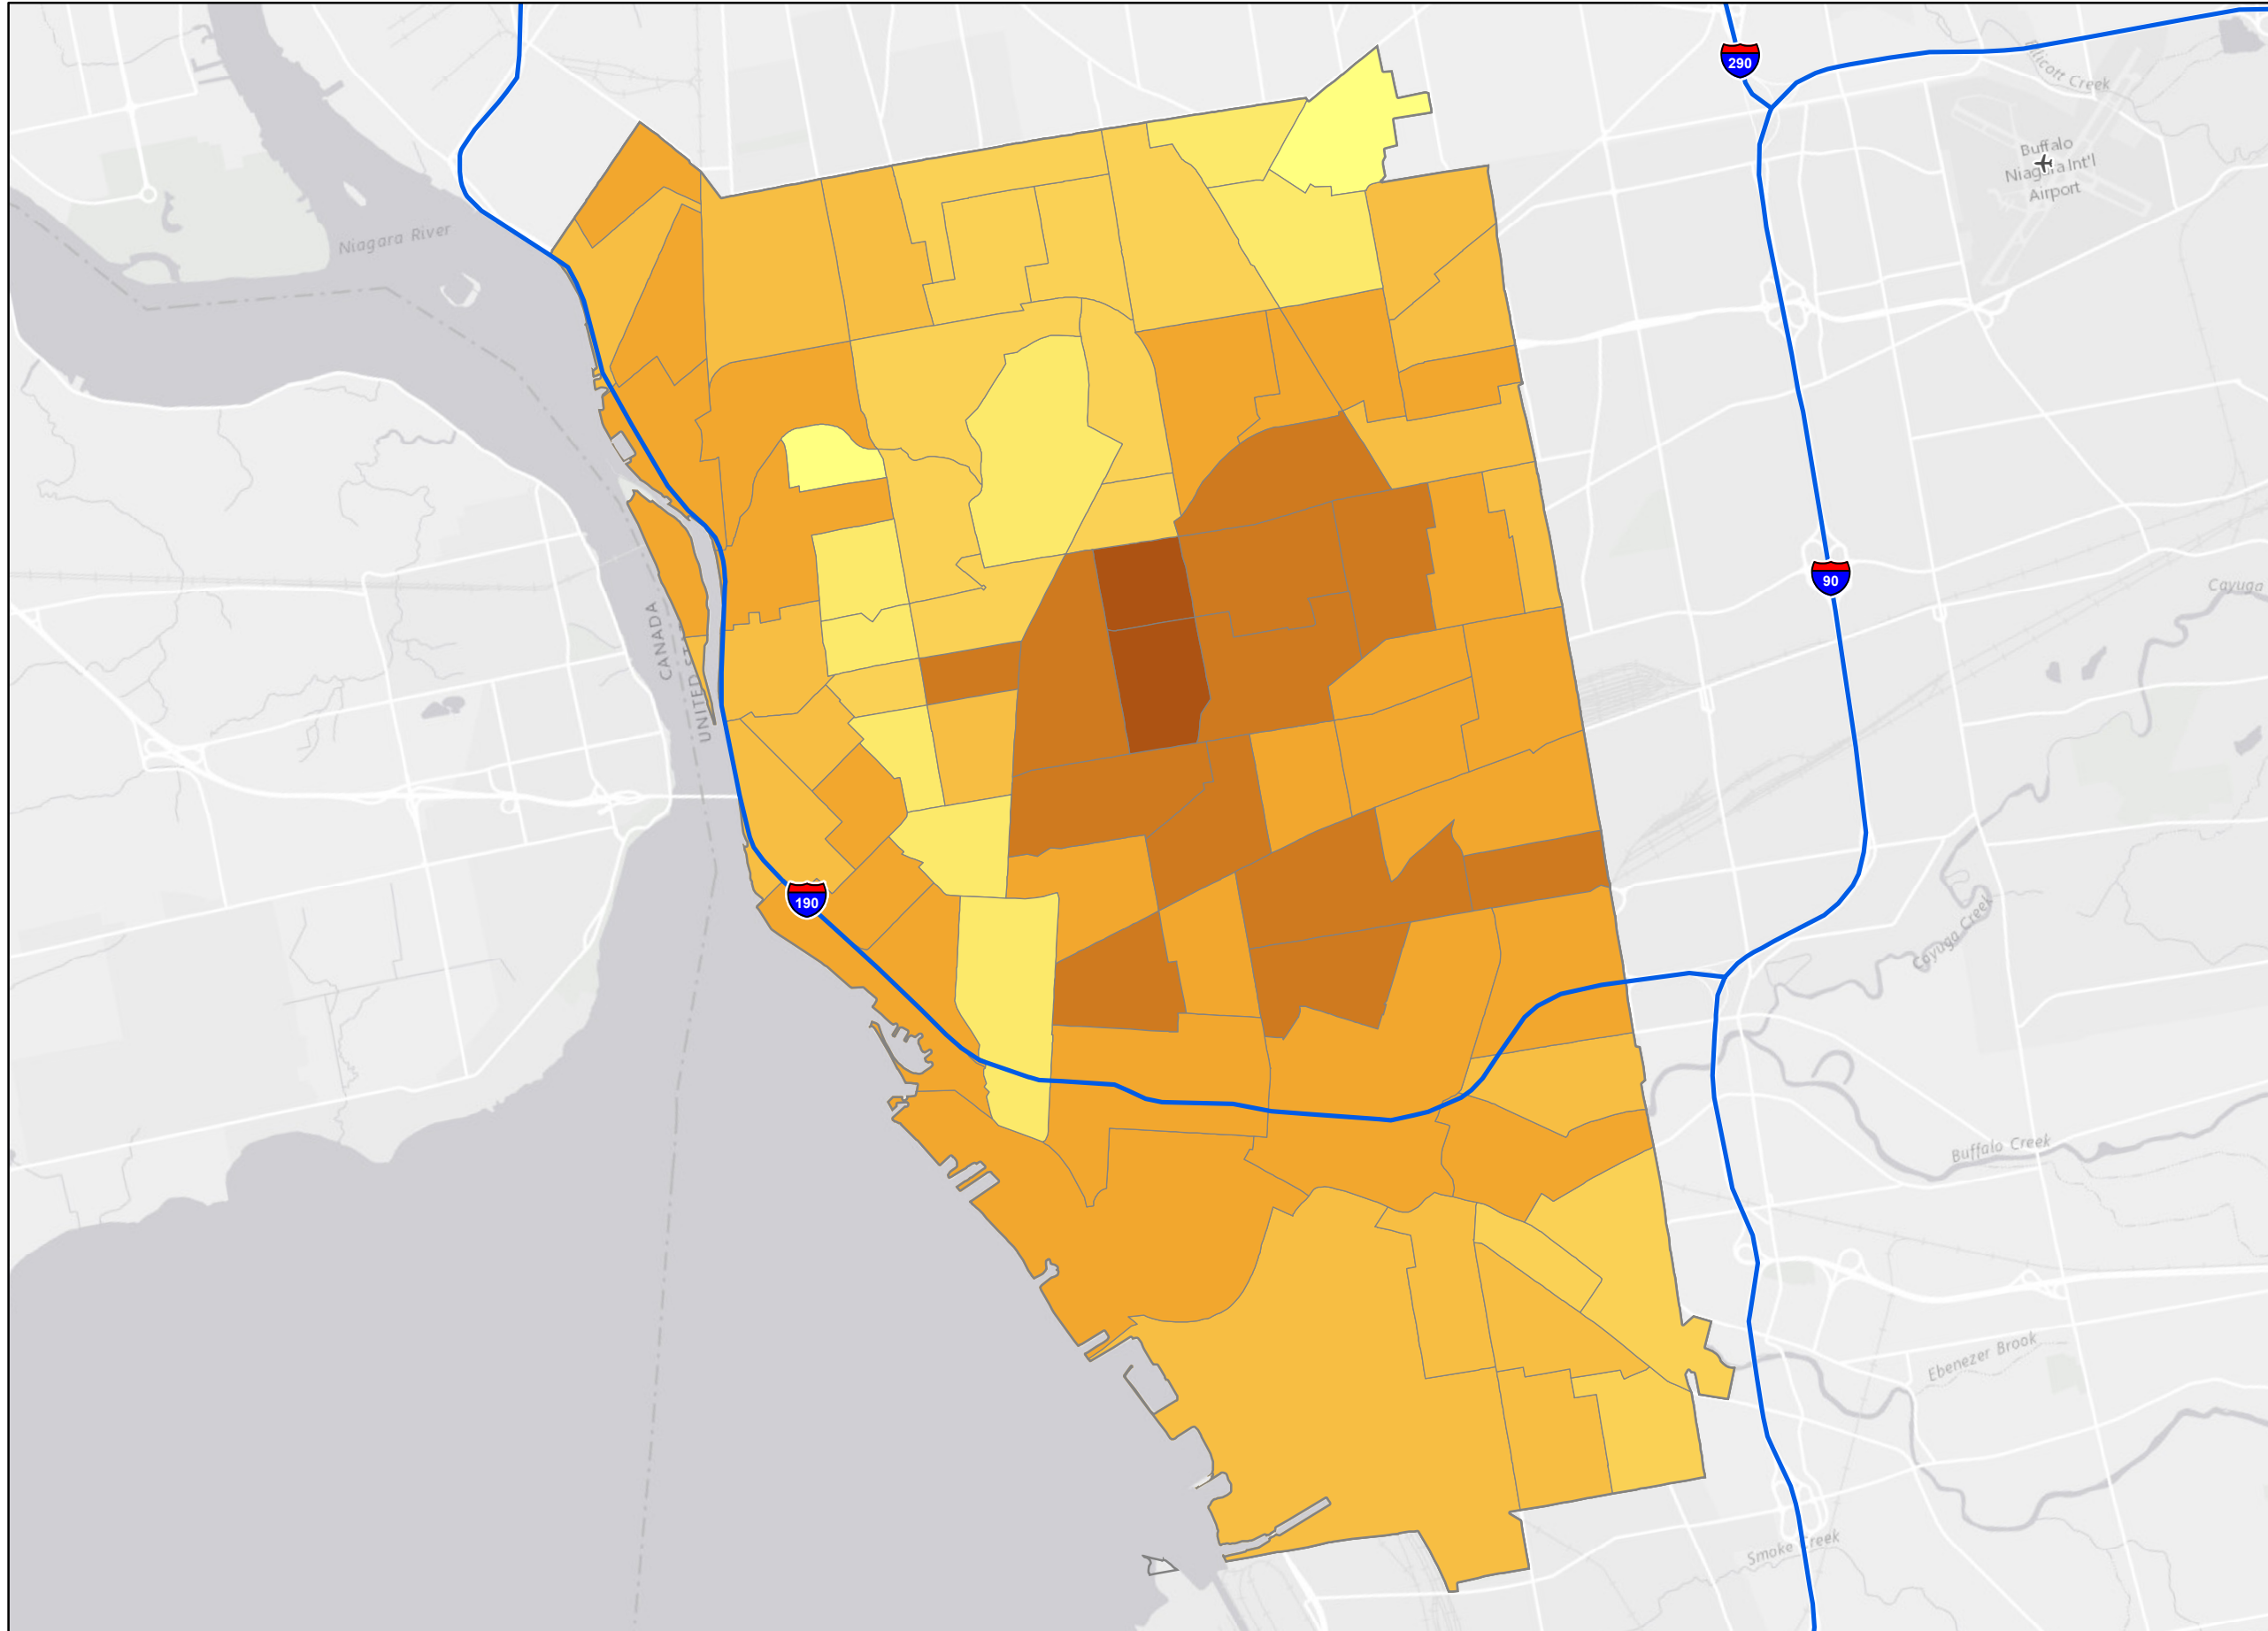 290
Ellicott Creek
Buffalo
Niagara Int'l
Airport
Niagara River
90
Cayuga
CANADA
UNITED STA
190
Cayuga Creek
Buffalo Creek
Ebenezer Brook
Smoke Creek